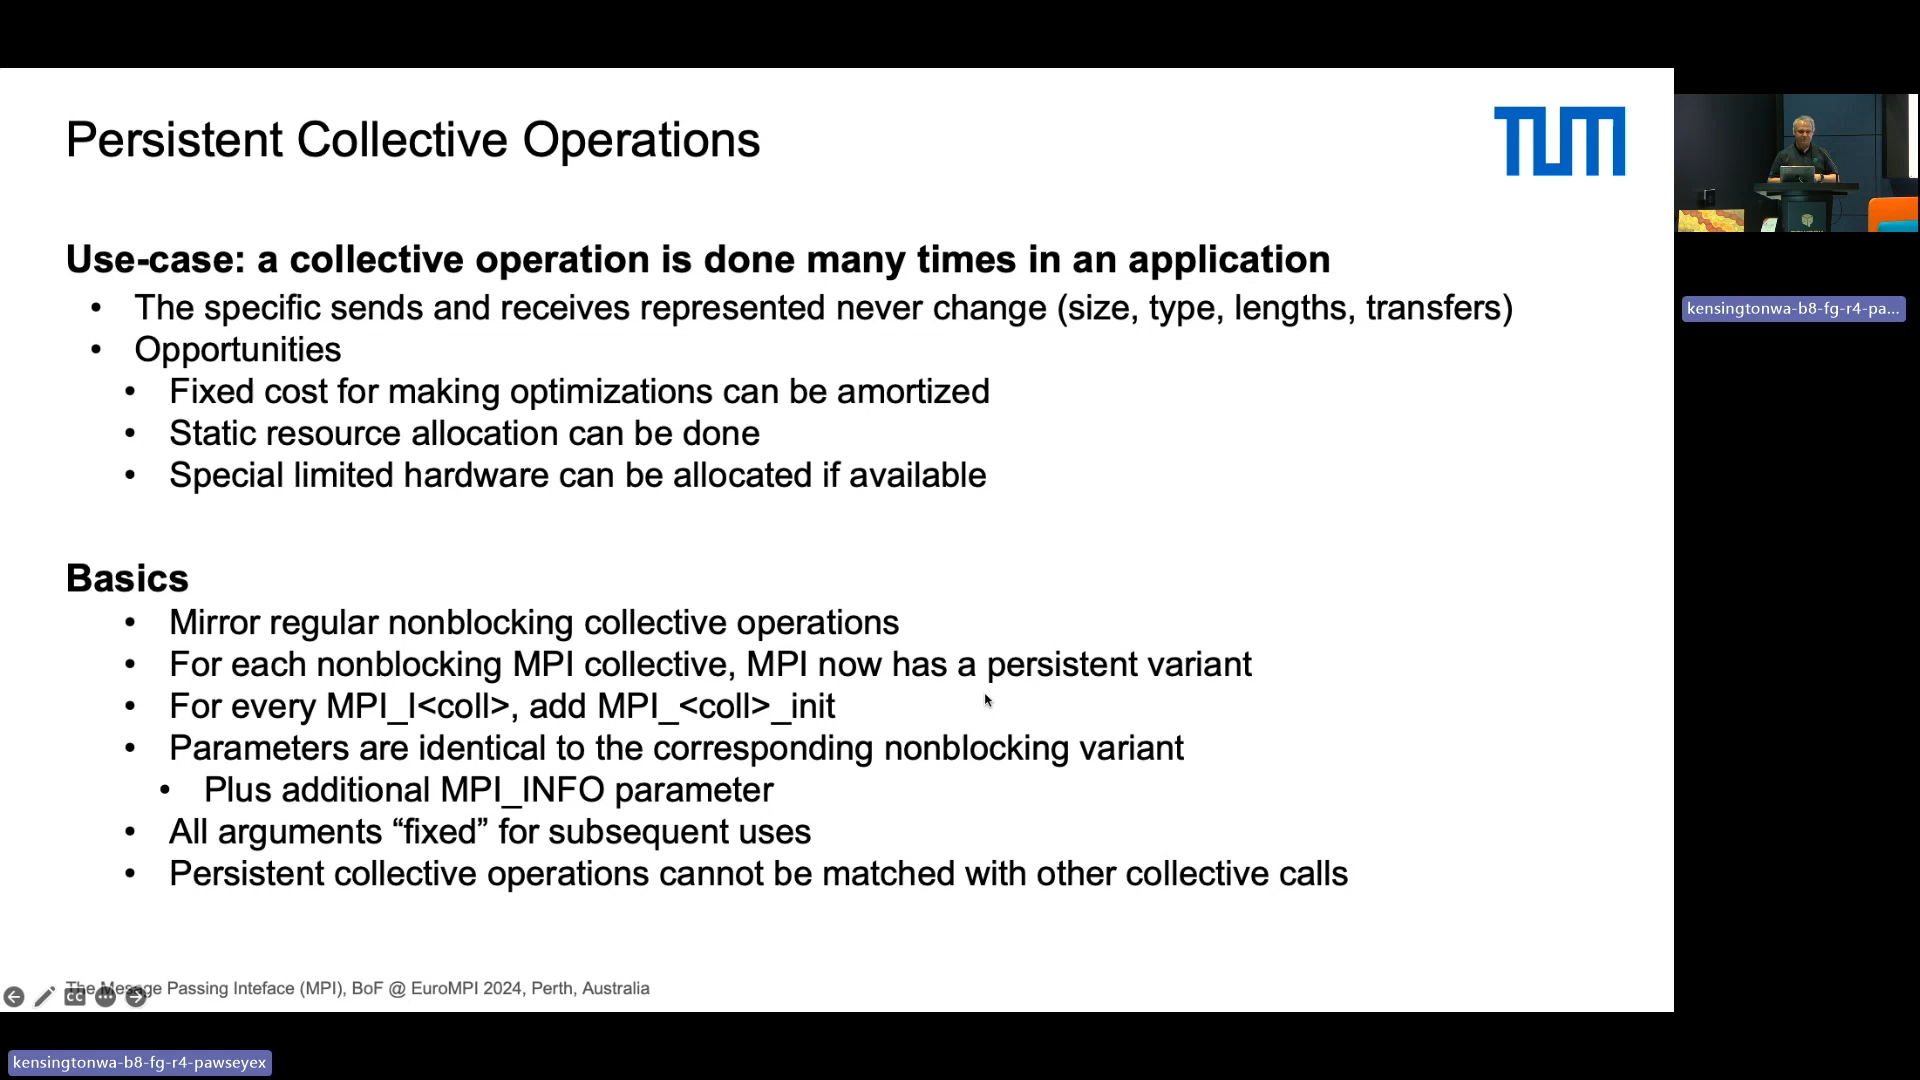 Persistent Collective Operations
TUM
Use-case: a collective operation is done many times in an application
• The specific sends and receives represented never change (size, type, lengths, transfers)
• Opportunities
• Fixed cost for making optimizations can be amortized
• Static resource allocation can be done
• Special limited hardware can be allocated if available
Basics
• Mirror regular nonblocking collective operations
• For each nonblocking MPI collective, MPI now has a persistent variant
• For every MPI_I<coll>, add MPI_<coll>_init
• Parameters are identical to the corresponding nonblocking variant
• Plus additional MPI_INFO parameter
• All arguments “fixed” for subsequent uses
• Persistent collective operations cannot be matched with other collective calls
The Mesage Passing Inteface (MPI), BoF @ EuroMPI 2024, Perth, Australia
CC
kensingtonwa-b8-fg-r4-pawseyex
kensingtonwa-b8-fg-r4-pa...